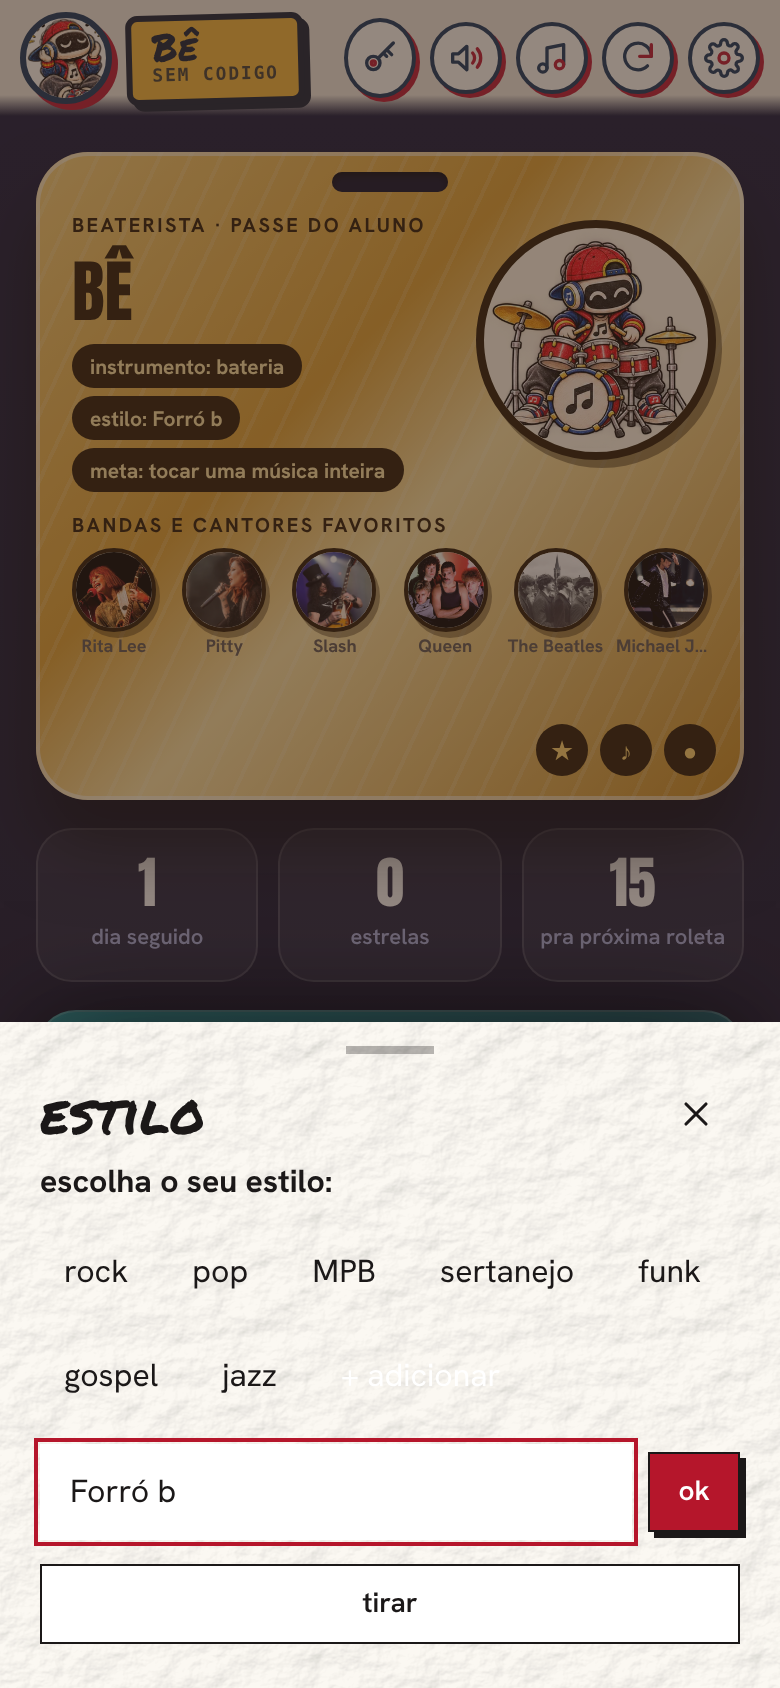 BÊ
SEM CODIGO
BEATERISTA · PASSE DO ALUNO
BÊ
instrumento: bateria
estilo: Forró b
meta: tocar uma música inteira
BANDAS E CANTORES FAVORITOS
Rita Lee Pitty Slash Queen The Beatles Michael J...
1 0 15
dia seguido estrelas pra próxima roleta
ESTILO
escolha o seu estilo:
rock pop MPB sertanejo funk
gospel jazz + adicionar
Forró b ok
tirar